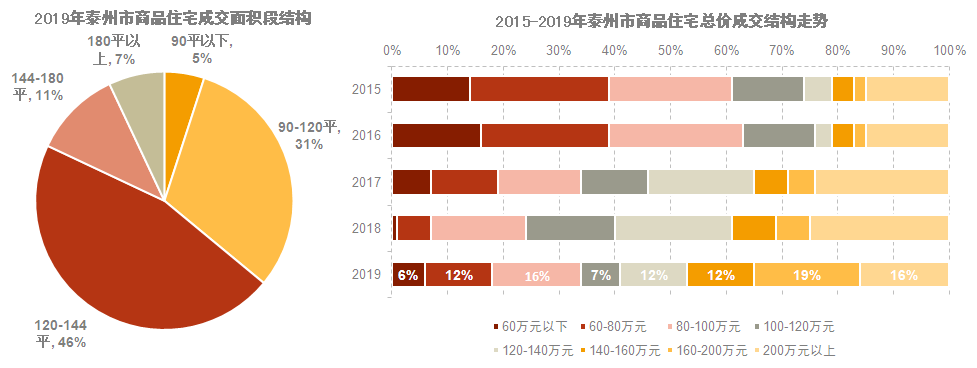 2019年泰州市商品住宅成交面积段结构
180平以
上, 7%
90平以下,
5%
144-180
平, 11%
90-120平,
31%
120-144
平, 46%
2015-2019年泰州市商品住宅总价成交结构走势
0% 10% 20% 30% 40% 50% 60% 70% 80% 90% 100%
2015
2016
2017
2018
2019 6% 12% 16% 7% 12% 12% 19% 16%
60万元以下 60-80万元 80-100万元 100-120万元
120-140万元 140-160万元 160-200万元 200万元以上